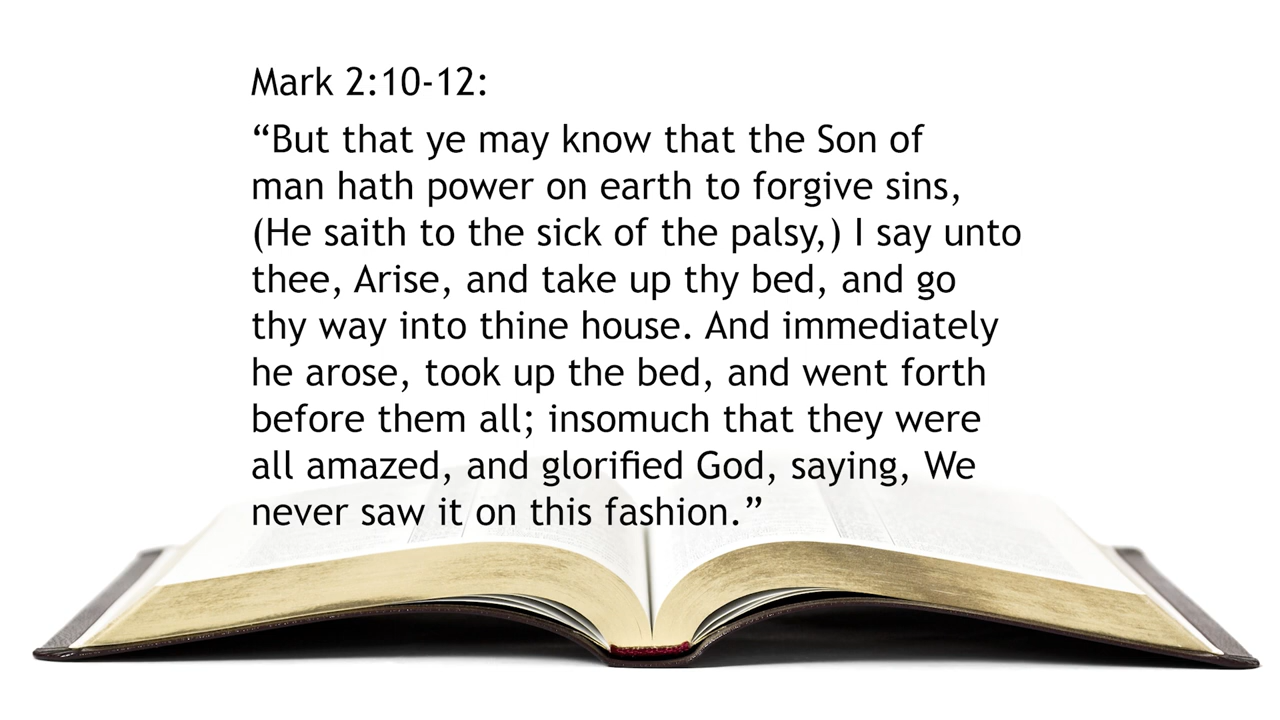 Mark 2:10-12:
“But that ye may know that the Son of
man hath power on earth to forgive sins,
(He saith to the sick of the palsy,) I say unto
thee, Arise, and take up thy bed, and go
thy way into thine house. And immediately
he arose, took up the bed, and went forth
before them all; insomuch that they were
all amazed, and glorified God, saying, We
never saw it on this fashion.”